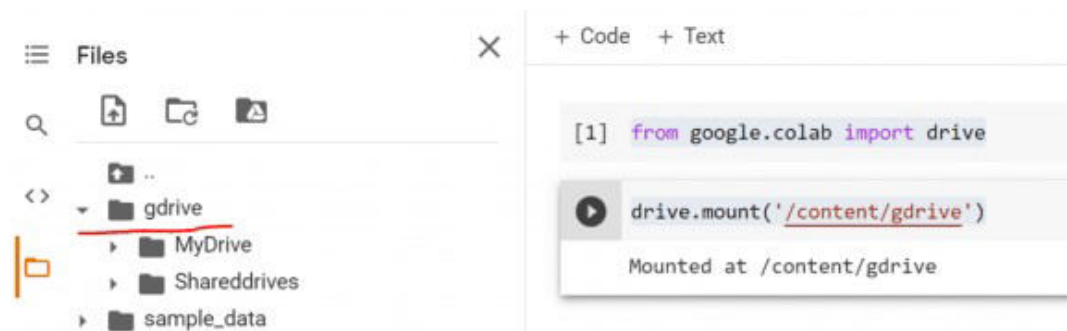 Files
..
gdrive
MyDrive
Shareddrives
sample_data
+ Code + Text
[1] from google.colab import drive
drive.mount('/content/gdrive')
Mounted at /content/gdrive